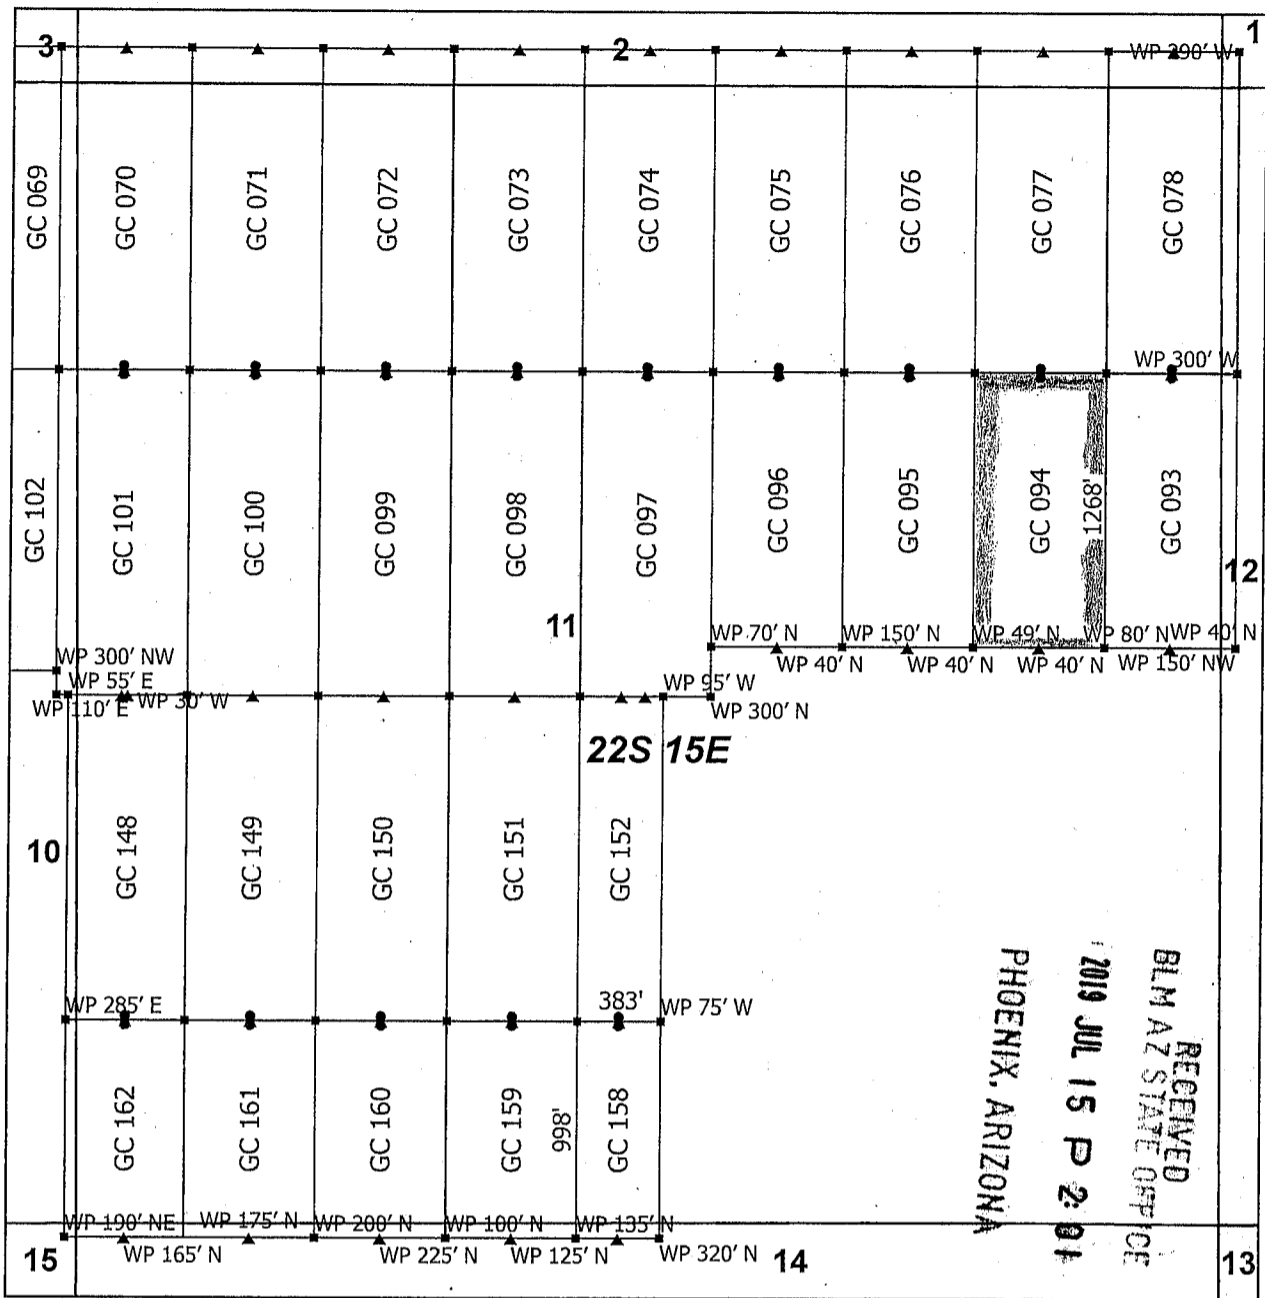 3
2
1
WP 290' W
GC 069
GC 070
GC 071
GC 072
GC 073
GC 074
GC 075
GC 076
GC 077
GC 078
WP 300' W
GC 102
GC 101
GC 100
GC 099
GC 098
GC 097
GC 096
GC 095
GC 094
1268'
GC 093
12
11
WP 70' N
WP 150' N
WP 49' N
WP 80' N
WP 40' N
WP 40' N
WP 40' N
WP 40' N
WP 150' NW
WP 300' NW
WP 55' E
WP 110' E
WP 30' W
WP 95' W
WP 300' N
22S 15E
10
GC 148
GC 149
GC 150
GC 151
GC 152
WP 285' E
383'
WP 75' W
GC 162
GC 161
GC 160
GC 159
998'
GC 158
WP 190' NE
WP 175' N
WP 200' N
WP 100' N
WP 135' N
WP 165' N
WP 225' N
WP 125' N
WP 320' N
15
14
13
RECEIVED
BLM AZ STATE OFFICE
2019 JUL 15 P 2:01
PHOENIX, ARIZONA